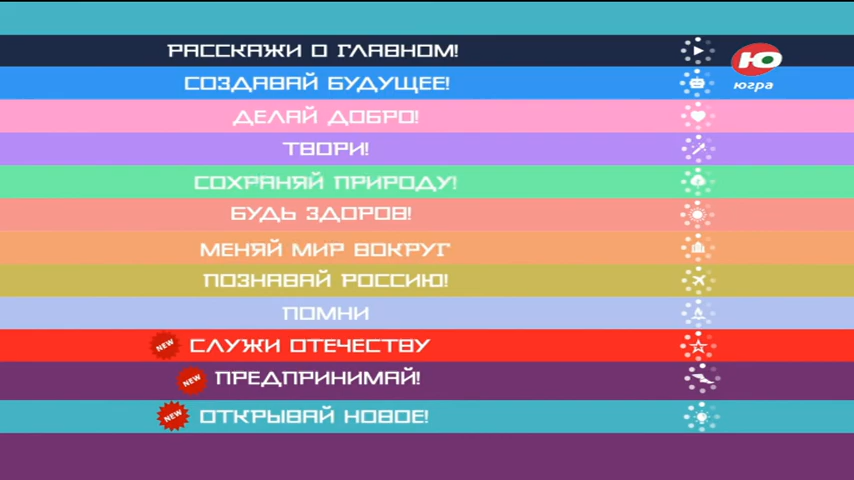 РАССКАЖИ О ГЛАВНОМ!
Ю
югра
СОЗДАВАЙ БУДУЩЕЕ!
ДЕЛАЙ ДОБРО!
ТВОРИ!
СОХРАНЯЙ ПРИРОДУ!
БУДЬ ЗДОРОВ!
МЕНЯЙ МИР ВОКРУГ
ПОЗНАВАЙ РОССИЮ!
ПОМНИ
NEW СЛУЖИ ОТЕЧЕСТВУ
NEW ПРЕДПРИНИМАЙ!
NEW ОТКРЫВАЙ НОВОЕ!